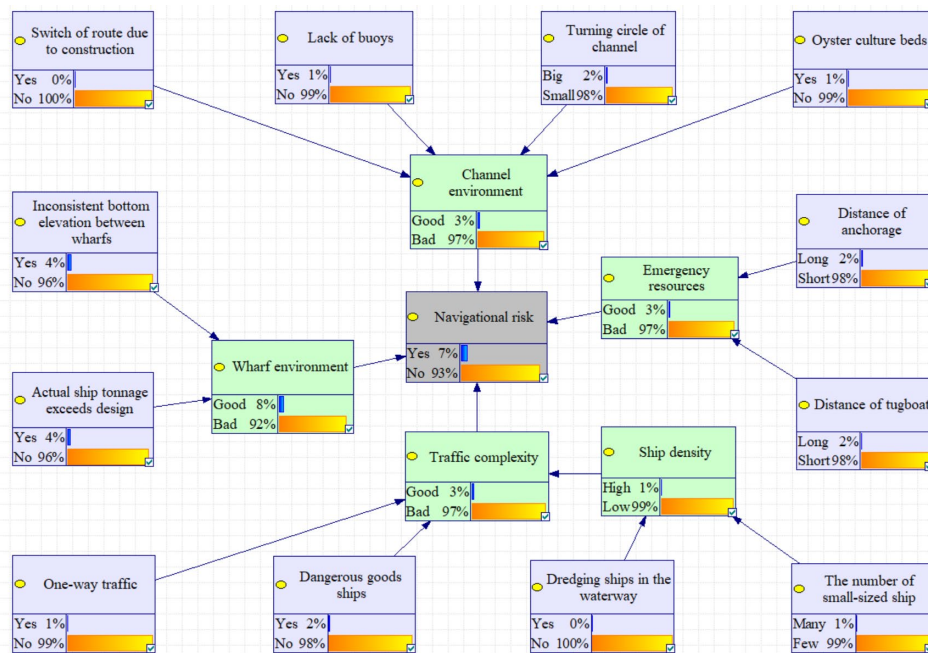 Switch of route due
to construction
Yes 0%
No 100%
Lack of buoys
Yes 1%
No 99%
Turning circle of
channel
Big 2%
Small 98%
Oyster culture beds
Yes 1%
No 99%
Channel
environment
Good 3%
Bad 97%
Inconsistent bottom
elevation between
wharfs
Yes 4%
No 96%
Distance of
anchorage
Long 2%
Short 98%
Emergency
resources
Good 3%
Bad 97%
Navigational risk
Yes 7%
No 93%
Wharf environment
Good 8%
Bad 92%
Actual ship tonnage
exceeds design
Yes 4%
No 96%
Distance of tugboat
Long 2%
Short 98%
Traffic complexity
Good 3%
Bad 97%
Ship density
High 1%
Low 99%
One-way traffic
Yes 1%
No 99%
Dangerous goods
ships
Yes 2%
No 98%
Dredging ships in the
waterway
Yes 0%
No 100%
The number of
small-sized ship
Many 1%
Few 99%